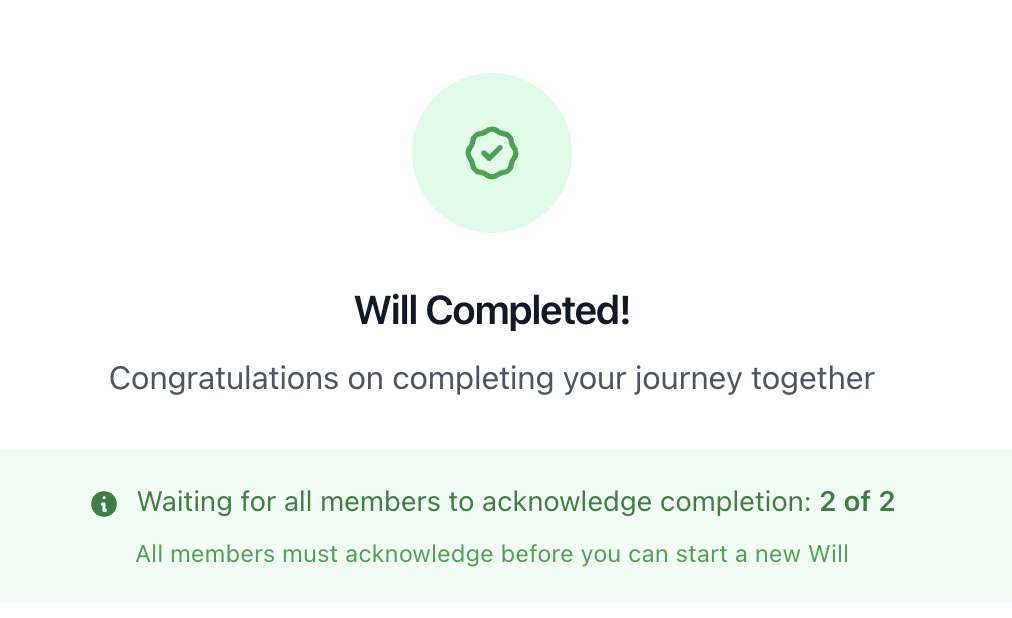 Will Completed!
Congratulations on completing your journey together
Waiting for all members to acknowledge completion: 2 of 2
All members must acknowledge before you can start a new Will